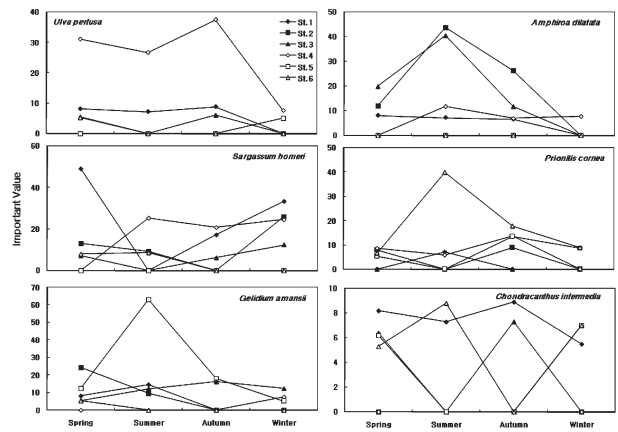 Ulva pertusa
40
30
20
10
0
St. 1
St. 2
St. 3
St. 4
St. 5
St. 6
Amphiroa dilatata
50
40
30
20
10
0
Important Value
Sargassum homeri
60
40
20
0
Prionilis cornea
50
40
30
20
10
0
Gelidium amansii
70
60
50
40
30
20
10
0
Spring Summer Autumn Winter
Chondracanthus intermedia
10
8
6
4
2
0
Spring Summer Autumn Winter